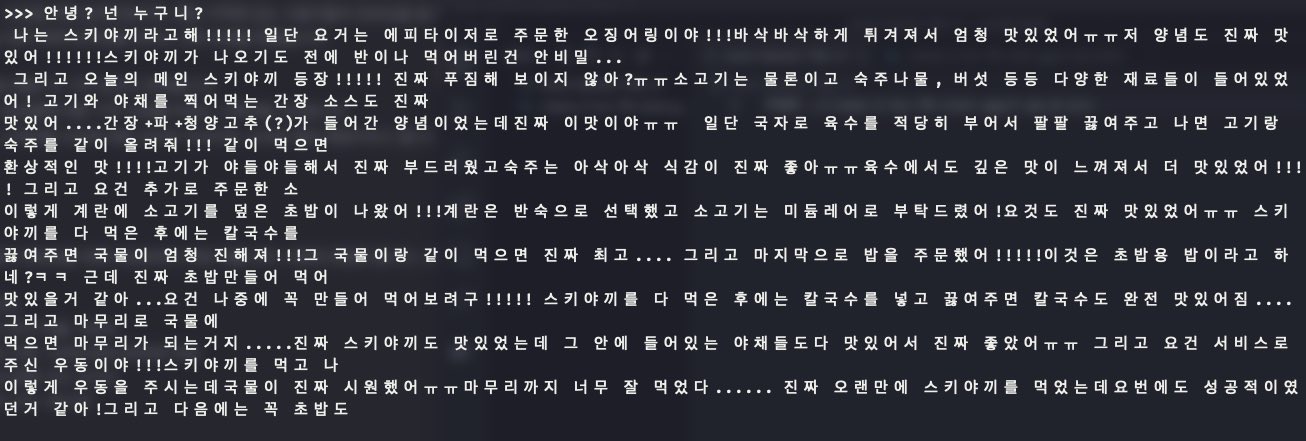 >>> 안녕? 넌 누구니?
나는 스키야끼라고해!!!!! 일단 요거는 에피타이저로 주문한 오징어링이야!!!바삭바삭하게 튀겨져서 엄청 맛있었어ㅠㅠ저 양념도 진짜 맛
있어!!!!!!스키야끼가 나오기도 전에 반이나 먹어버린건 안비밀...
그리고 오늘의 메인 스키야끼 등장!!!!! 진짜 푸짐해 보이지 않아?ㅠㅠ소고기는 물론이고 숙주나물, 버섯 등등 다양한 재료들이 들어있었
어! 고기와 야채를 찍어먹는 간장 소스도 진짜
맛있어....간장+파+청양고추(?)가 들어간 양념이었는데진짜 이맛이야ㅠㅠ 일단 국자로 육수를 적당히 부어서 팔팔 끓여주고 나면 고기랑
숙주를 같이 올려줘!!! 같이 먹으면
환상적인 맛!!!!고기가 야들야들해서 진짜 부드러웠고숙주는 아삭아삭 식감이 진짜 좋아ㅠㅠ육수에서도 깊은 맛이 느껴져서 더 맛있었어!!!
! 그리고 요건 추가로 주문한 소
이렇게 계란에 소고기를 덮은 초밥이 나왔어!!!계란은 반숙으로 선택했고 소고기는 미듐레어로 부탁드렸어!요것도 진짜 맛있었어ㅠㅠ 스키
야끼를 다 먹은 후에는 칼국수를
끓여주면 국물이 엄청 진해져!!!그 국물이랑 같이 먹으면 진짜 최고.... 그리고 마지막으로 밥을 주문했어!!!!!이것은 초밥용 밥이라고 하
네?ㅋㅋ 근데 진짜 초밥만들어 먹어
맛있을거 같아...요건 나중에 꼭 만들어 먹어보려구!!!!! 스키야끼를 다 먹은 후에는 칼국수를 넣고 끓여주면 칼국수도 완전 맛있어짐....
그리고 마무리로 국물에
먹으면 마무리가 되는거지.....진짜 스키야끼도 맛있었는데 그 안에 들어있는 야채들도다 맛있어서 진짜 좋았어ㅠㅠ 그리고 요건 서비스로
주신 우동이야!!!스키야끼를 먹고 나
이렇게 우동을 주시는데국물이 진짜 시원했어ㅠㅠ마무리까지 너무 잘 먹었다...... 진짜 오랜만에 스키야끼를 먹었는데요번에도 성공적이였
던거 같아!그리고 다음에는 꼭 초밥도